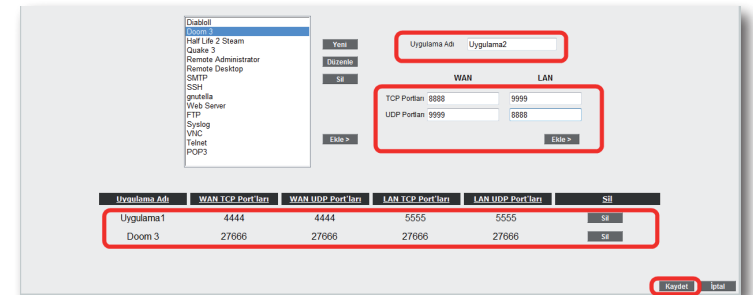 Diabloll
Doom 3
Half Life 2 Steam
Quake 3
Remote Administrator
Remote Desktop
SMTP
SSH
gnutella
Web Server
FTP
Syslog
VNC
Telnet
POP3
Yeni
Düzenle
Sil
Ekle >
Uygulama Adı Uygulama2
WAN LAN
TCP Portları 8888 9999
UDP Portları 9999 8888
Ekle >
Uygulama Adı WAN TCP Port'ları WAN UDP Port'ları LAN TCP Port'ları LAN UDP Port'ları Sil
Uygulama1 4444 4444 5555 5555 Sil
Doom 3 27666 27666 27666 27666 Sil
Kaydet İptal